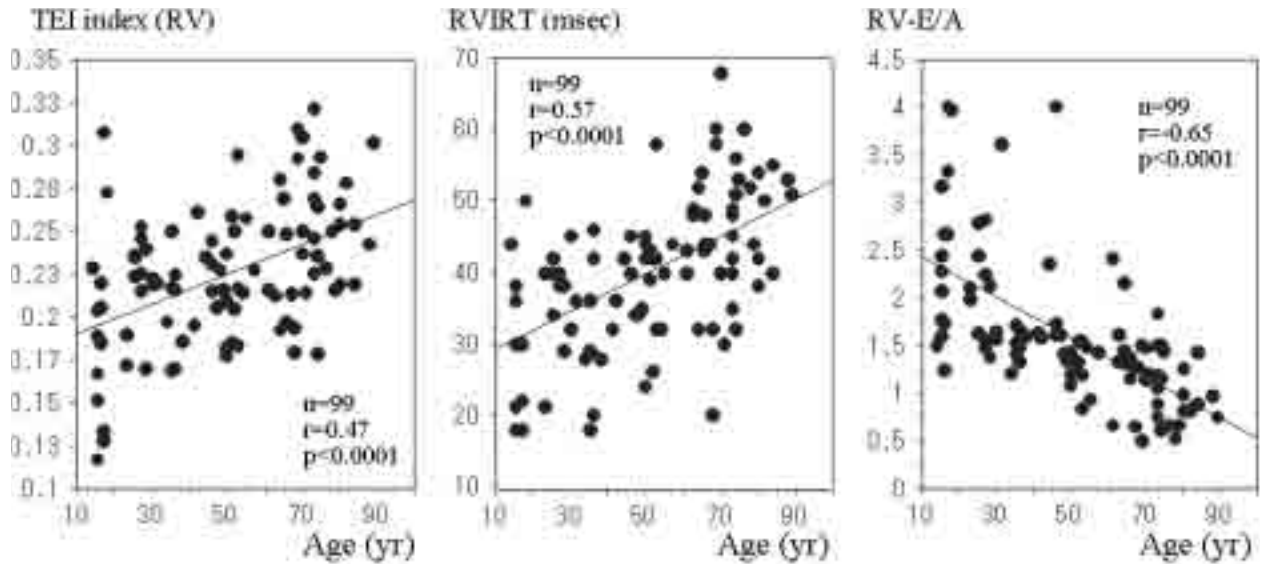 TEI index (RV)
0.35
0.33
0.3
0.28
0.25
0.23
0.2
0.17
0.15
0.13
0.1
n=99
r=0.47
p<0.0001
10 30 50 70 90
Age (yr)
RVIRT (msec)
70
60
50
40
30
20
10
n=99
r=0.57
p<0.0001
10 30 50 70 90
Age (yr)
RV-E/A
4.5
4
3.5
3
2.5
2
1.5
1
0.5
0
n=99
r=-0.65
p<0.0001
10 30 50 70 90
Age (yr)